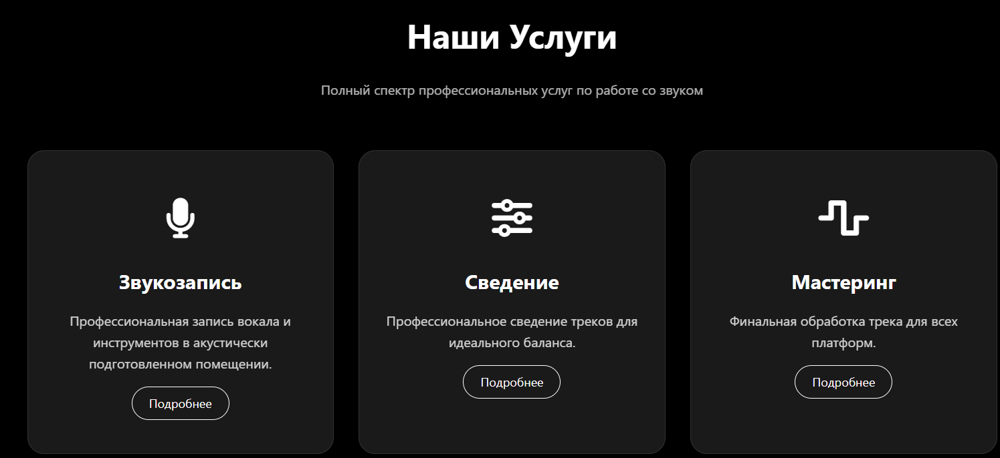 Наши Услуги
Полный спектр профессиональных услуг по работе со звуком
Звукозапись
Профессиональная запись вокала и
инструментов в акустически
подготовленном помещении.
Подробнее
Сведение
Профессиональное сведение треков для
идеального баланса.
Подробнее
Мастеринг
Финальная обработка трека для всех
платформ.
Подробнее